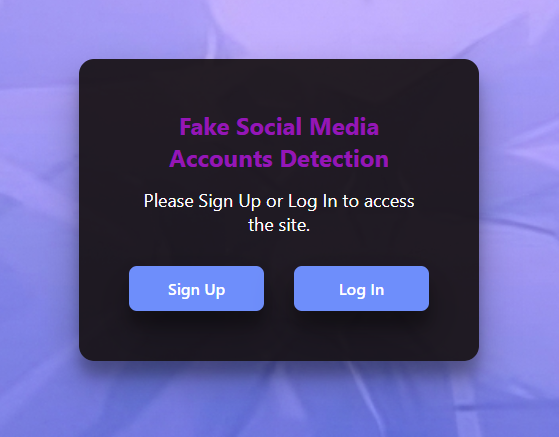 Fake Social Media
Accounts Detection
Please Sign Up or Log In to access
the site.
Sign Up
Log In